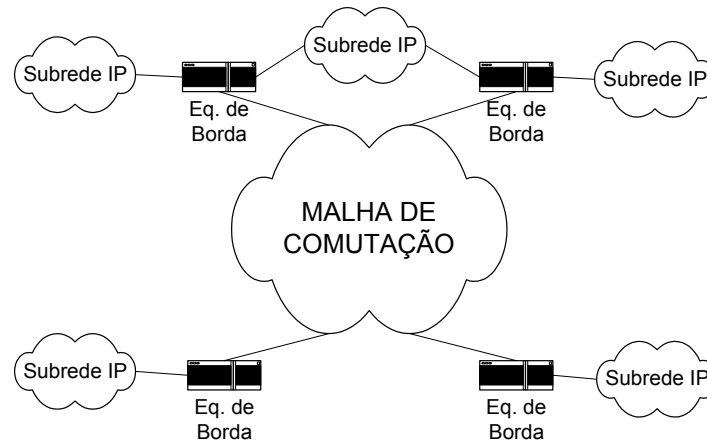 Subrede IP
Subrede IP
Subrede IP
Eq. de
Borda
Eq. de
Borda
MALHA DE
COMUTAÇÃO
Subrede IP
Subrede IP
Eq. de
Borda
Eq. de
Borda